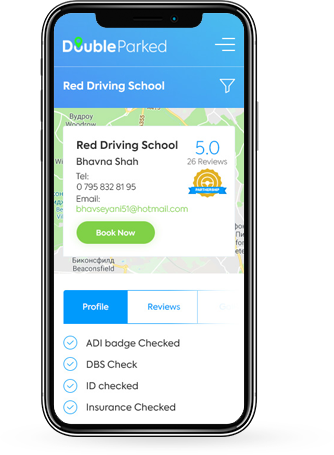 DoubleParked
Red Driving School
Вудроу
Woodrow
Red Driving School
Bhavna Shah
5.0
26 Reviews
Tel:
0 795 832 81 95
Email:
bhavseyani51@hotmail.com
PARTNERSHIP
Book Now
Биконсфилд
Beaconsfield
Profile
Reviews
ADI badge Checked
DBS Check
ID checked
Insurance Checked